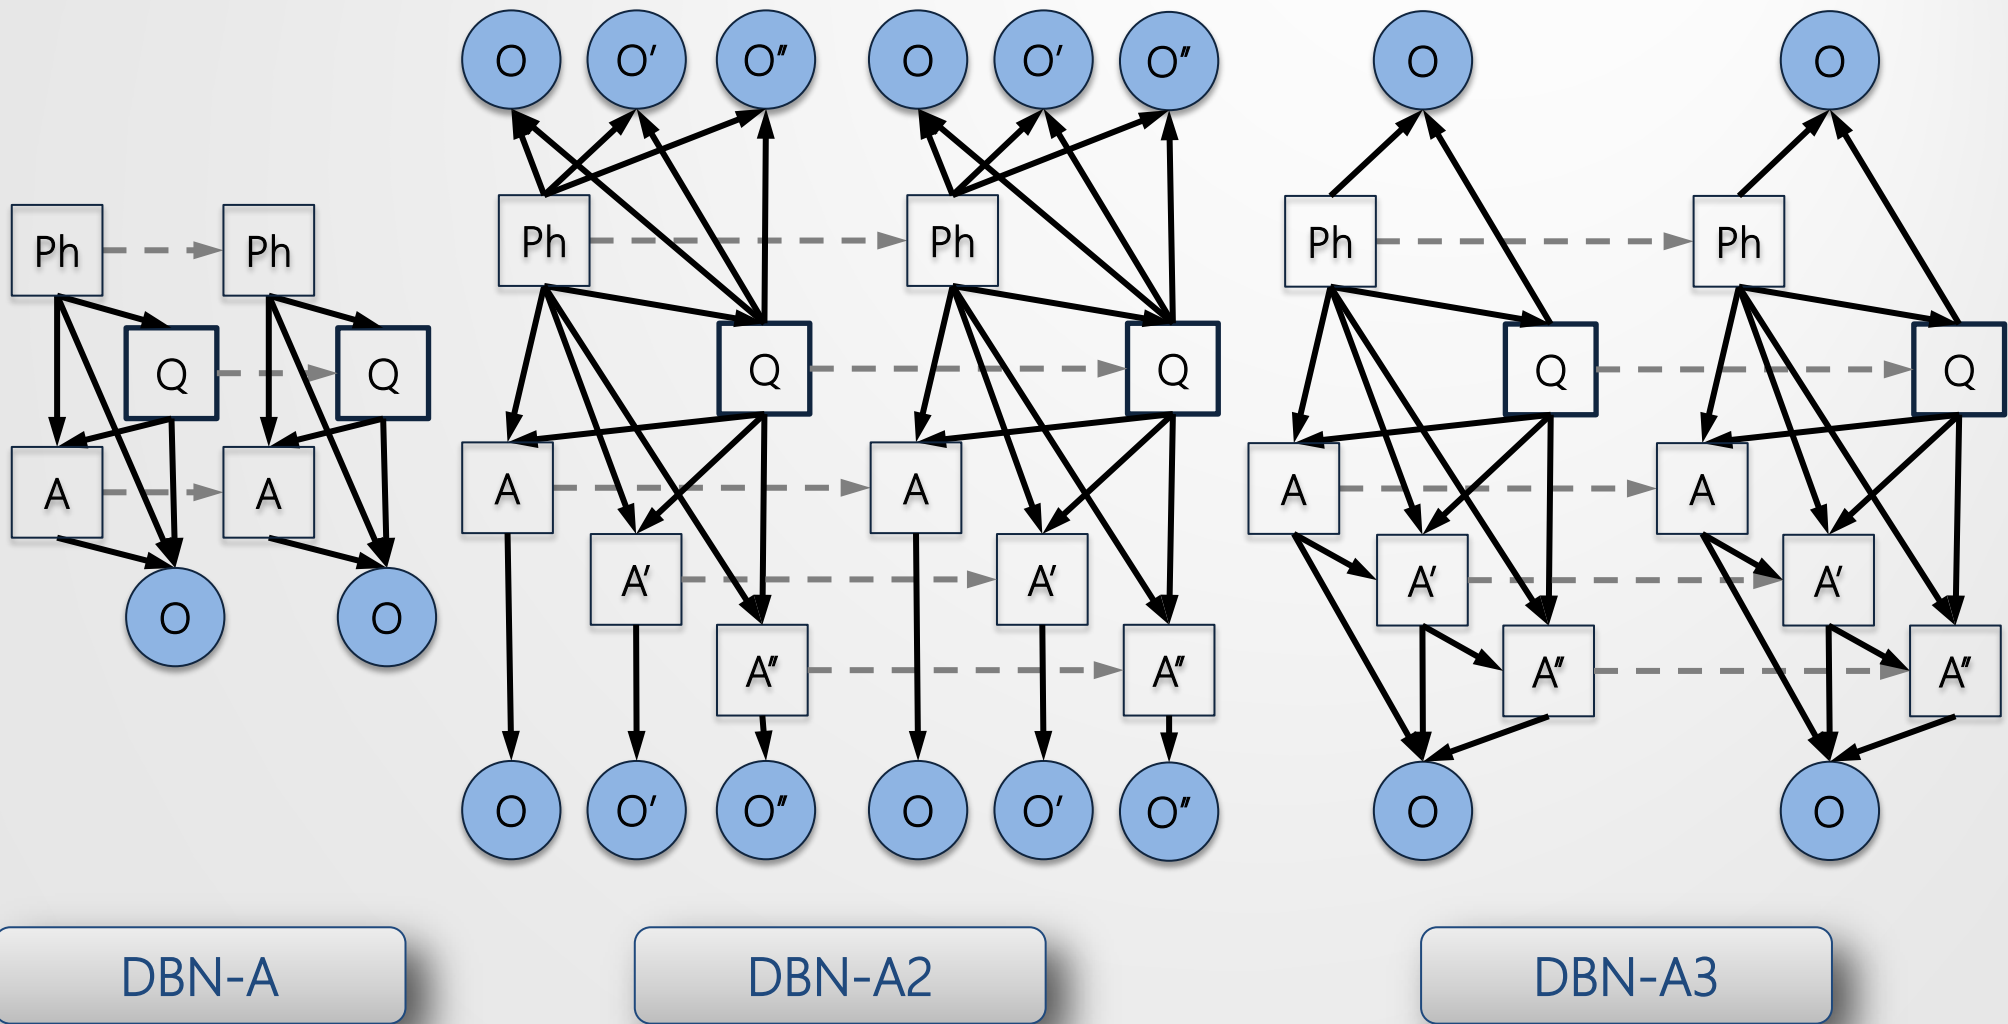 O O′ O″ O O′ O″ O O
Ph Ph Ph Ph Ph Ph
Q Q Q Q Q Q
A A A A A A
A′ A′ A′ A′
O O
A″ A″ A″ A″
O O′ O″ O O′ O″ O O
DBN-A DBN-A2 DBN-A3